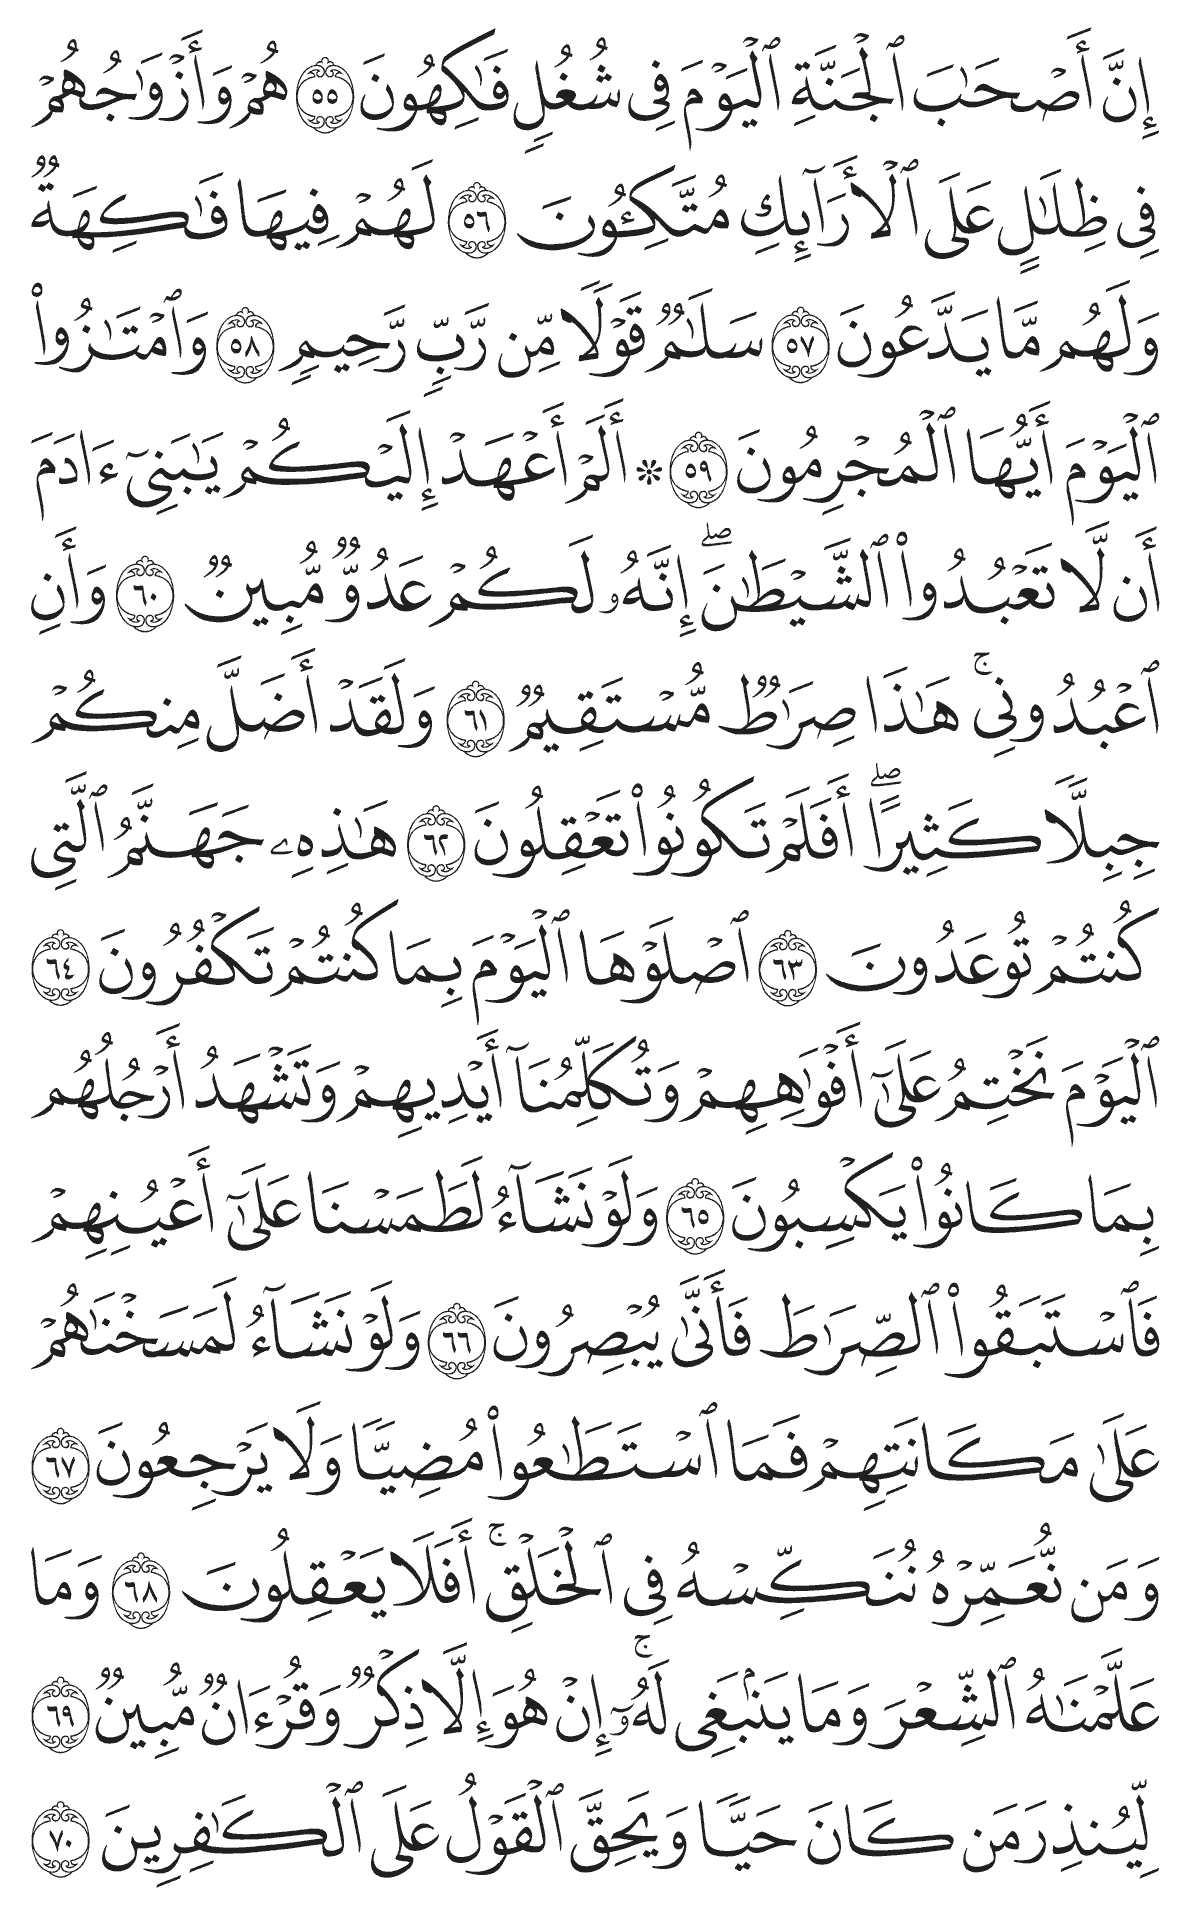 إِنَّ أَصْحَٰبَ ٱلْجَنَّةِ ٱلْيَوْمَ فِى شُغُلٍ فَٰكِهُونَ ٥٥ هُمْ وَأَزْوَٰجُهُمْ
فِى ظِلَٰلٍ عَلَى ٱلْأَرَآئِكِ مُتَّكِـُٔونَ ٥٦ لَهُمْ فِيهَا فَٰكِهَةٌ
وَلَهُم مَّا يَدَّعُونَ ٥٧ سَلَٰمٌ قَوْلًا مِّن رَّبٍّ رَّحِيمٍ ٥٨ وَٱمْتَٰزُوا۟
ٱلْيَوْمَ أَيُّهَا ٱلْمُجْرِمُونَ ٥٩ ۞ أَلَمْ أَعْهَدْ إِلَيْكُمْ يَٰبَنِىٓ ءَادَمَ
أَن لَّا تَعْبُدُوا۟ ٱلشَّيْطَٰنَ ۖ إِنَّهُۥ لَكُمْ عَدُوٌّ مُّبِينٌ ٦٠ وَأَنِ
ٱعْبُدُونِى ۚ هَٰذَا صِرَٰطٌ مُّسْتَقِيمٌ ٦١ وَلَقَدْ أَضَلَّ مِنكُمْ
جِبِلًّا كَثِيرًا ۖ أَفَلَمْ تَكُونُوا۟ تَعْقِلُونَ ٦٢ هَٰذِهِۦ جَهَنَّمُ ٱلَّتِى
كُنتُمْ تُوعَدُونَ ٦٣ ٱصْلَوْهَا ٱلْيَوْمَ بِمَا كُنتُمْ تَكْفُرُونَ ٦٤
ٱلْيَوْمَ نَخْتِمُ عَلَىٰٓ أَفْوَٰهِهِمْ وَتُكَلِّمُنَآ أَيْدِيهِمْ وَتَشْهَدُ أَرْجُلُهُم
بِمَا كَانُوا۟ يَكْسِبُونَ ٦٥ وَلَوْ نَشَآءُ لَطَمَسْنَا عَلَىٰٓ أَعْيُنِهِمْ
فَٱسْتَبَقُوا۟ ٱلصِّرَٰطَ فَأَنَّىٰ يُبْصِرُونَ ٦٦ وَلَوْ نَشَآءُ لَمَسَخْنَٰهُمْ
عَلَىٰ مَكَانَتِهِمْ فَمَا ٱسْتَطَٰعُوا۟ مُضِيًّا وَلَا يَرْجِعُونَ ٦٧
وَمَن نُّعَمِّرْهُ نُنَكِّسْهُ فِى ٱلْخَلْقِ ۚ أَفَلَا يَعْقِلُونَ ٦٨ وَمَا
عَلَّمْنَٰهُ ٱلشِّعْرَ وَمَا يَنۢبَغِى لَهُۥٓ ۚ إِنْ هُوَ إِلَّا ذِكْرٌ وَقُرْءَانٌ مُّبِينٌ ٦٩
لِّيُنذِرَ مَن كَانَ حَيًّا وَيَحِقَّ ٱلْقَوْلُ عَلَى ٱلْكَٰفِرِينَ ٧٠